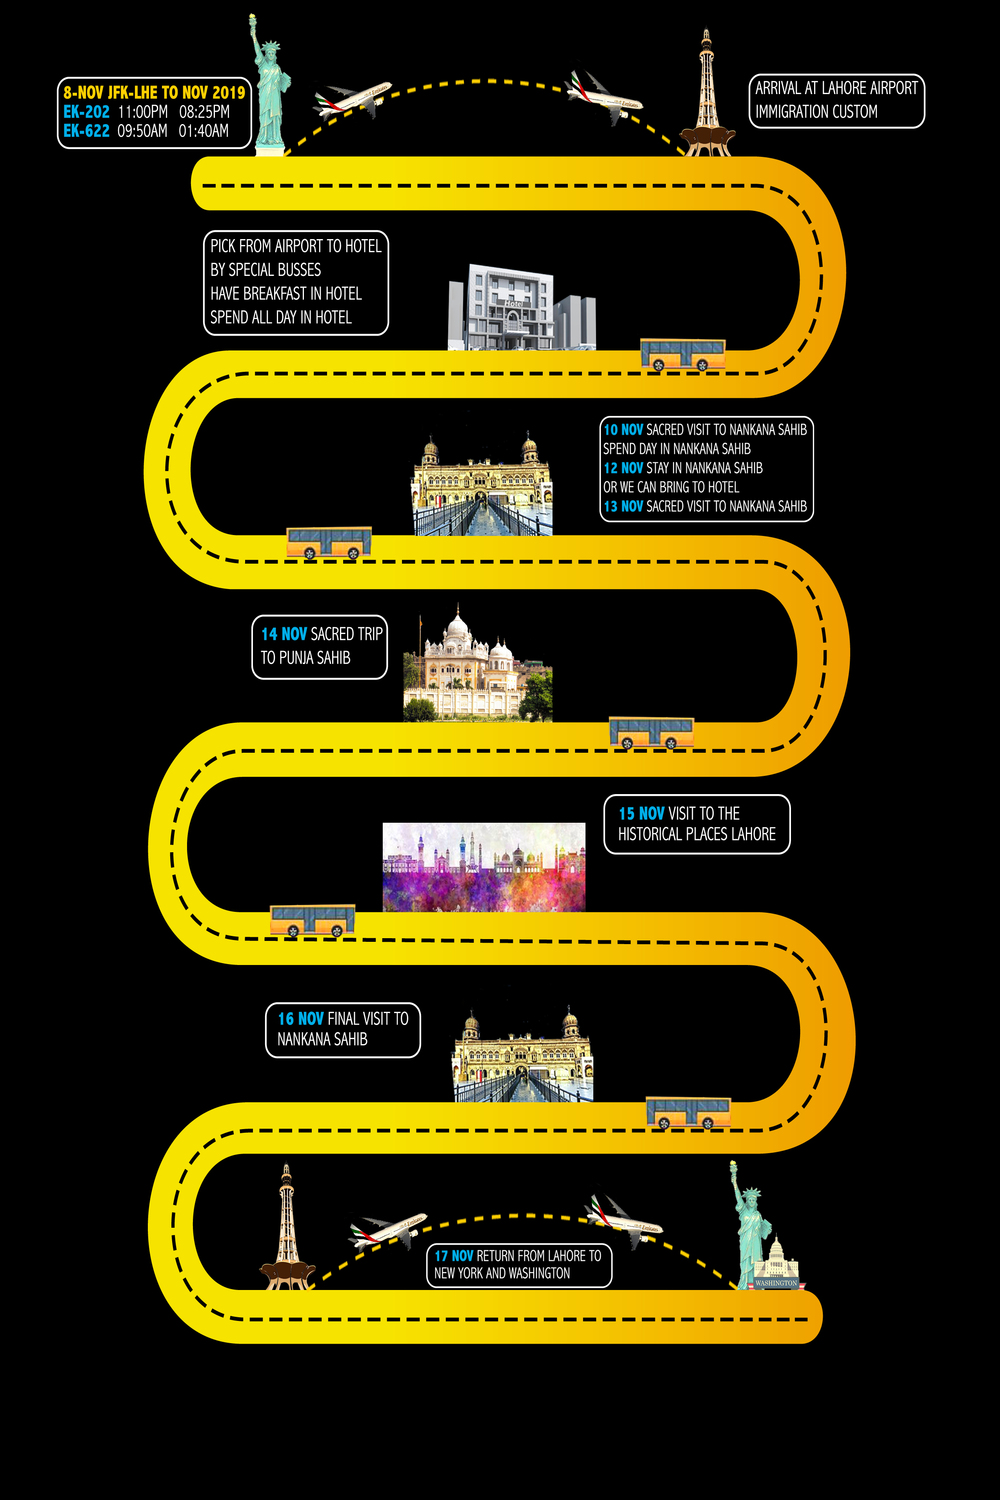 8-NOV JFK-LHE TO NOV 2019
EK-202 11:00PM 08:25PM
EK-622 09:50AM 01:40AM
Emirates
Emirates
ARRIVAL AT LAHORE AIRPORT
IMMIGRATION CUSTOM
PICK FROM AIRPORT TO HOTEL
BY SPECIAL BUSSES
HAVE BREAKFAST IN HOTEL
SPEND ALL DAY IN HOTEL
Hotel
10 NOV SACRED VISIT TO NANKANA SAHIB
SPEND DAY IN NANKANA SAHIB
12 NOV STAY IN NANKANA SAHIB
OR WE CAN BRING TO HOTEL
13 NOV SACRED VISIT TO NANKANA SAHIB
14 NOV SACRED TRIP
TO PUNJA SAHIB
15 NOV VISIT TO THE
HISTORICAL PLACES LAHORE
16 NOV FINAL VISIT TO
NANKANA SAHIB
Emirates
Emirates
17 NOV RETURN FROM LAHORE TO
NEW YORK AND WASHINGTON
WASHINGTON